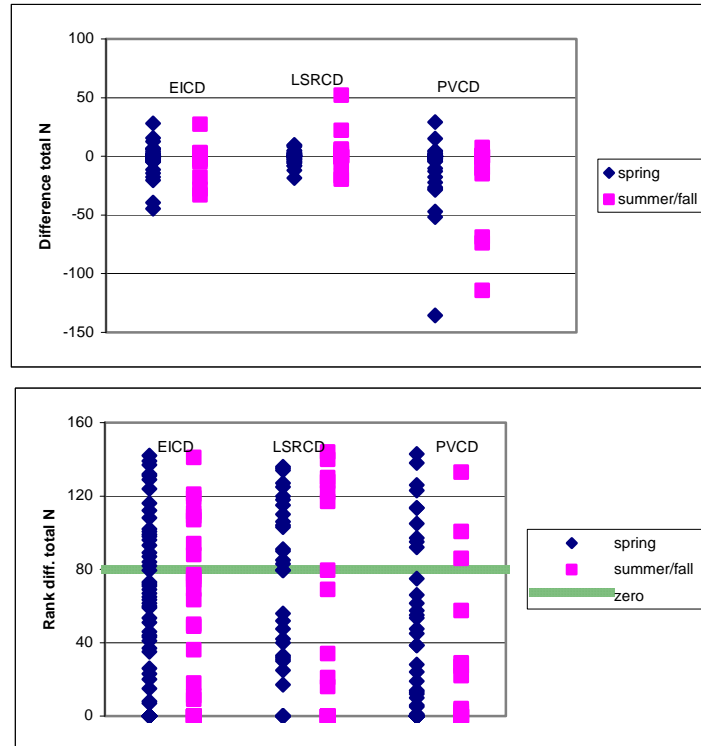 100
50
0
-50
-100
-150
Difference total N
EICD
LSRCD
PVCD
spring
summer/fall
160
120
80
40
0
Rank diff. total N
EICD
LSRCD
PVCD
spring
summer/fall
zero